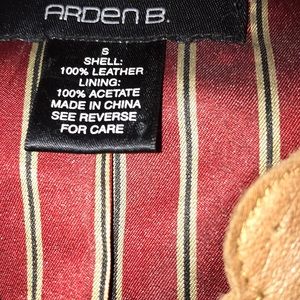 ARDEN B.
S
SHELL:
100% LEATHER
LINING:
100% ACETATE
MADE IN CHINA
SEE REVERSE
FOR CARE